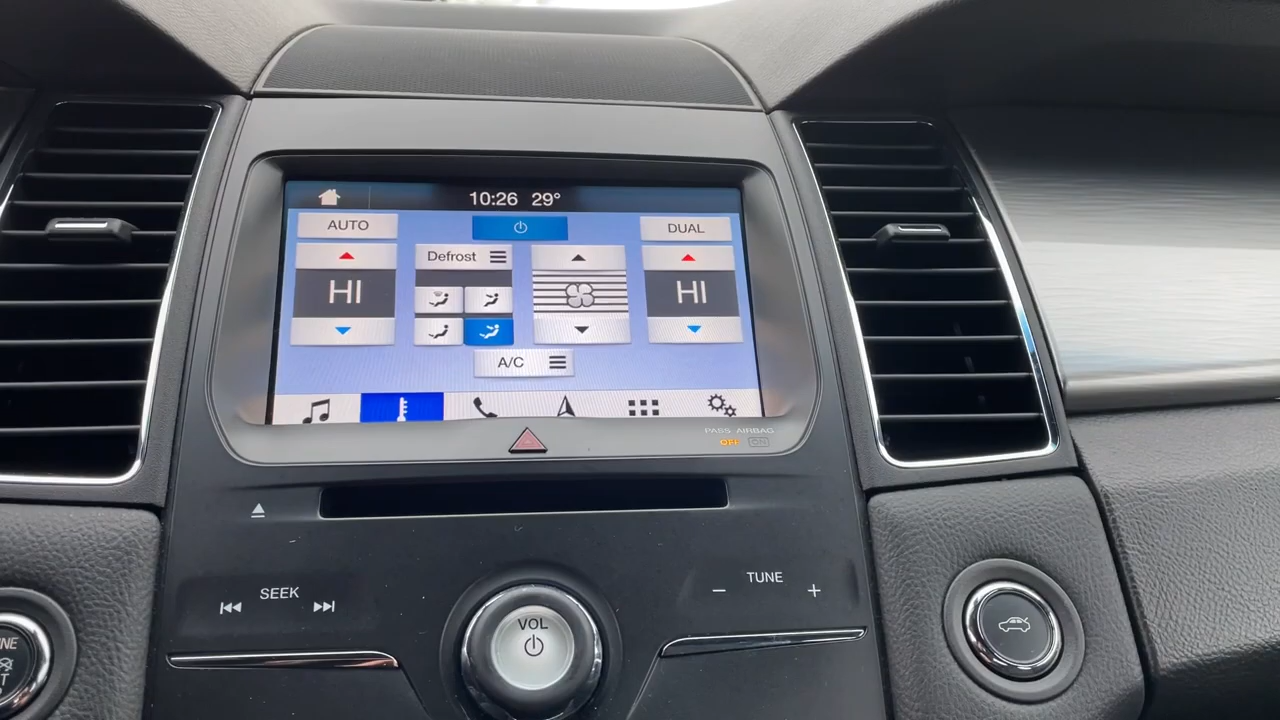 10:26 29°
AUTO
DUAL
Defrost
HI
HI
A/C
PASS AIRBAG
OFF ON
SEEK
TUNE
VOL